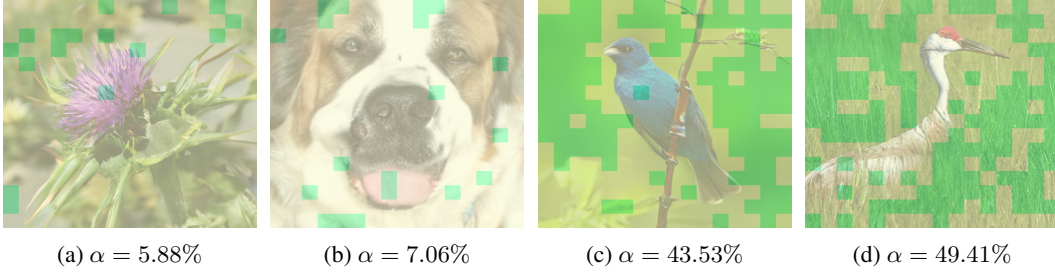 (a) α = 5.88%
(b) α = 7.06%
(c) α = 43.53%
(d) α = 49.41%